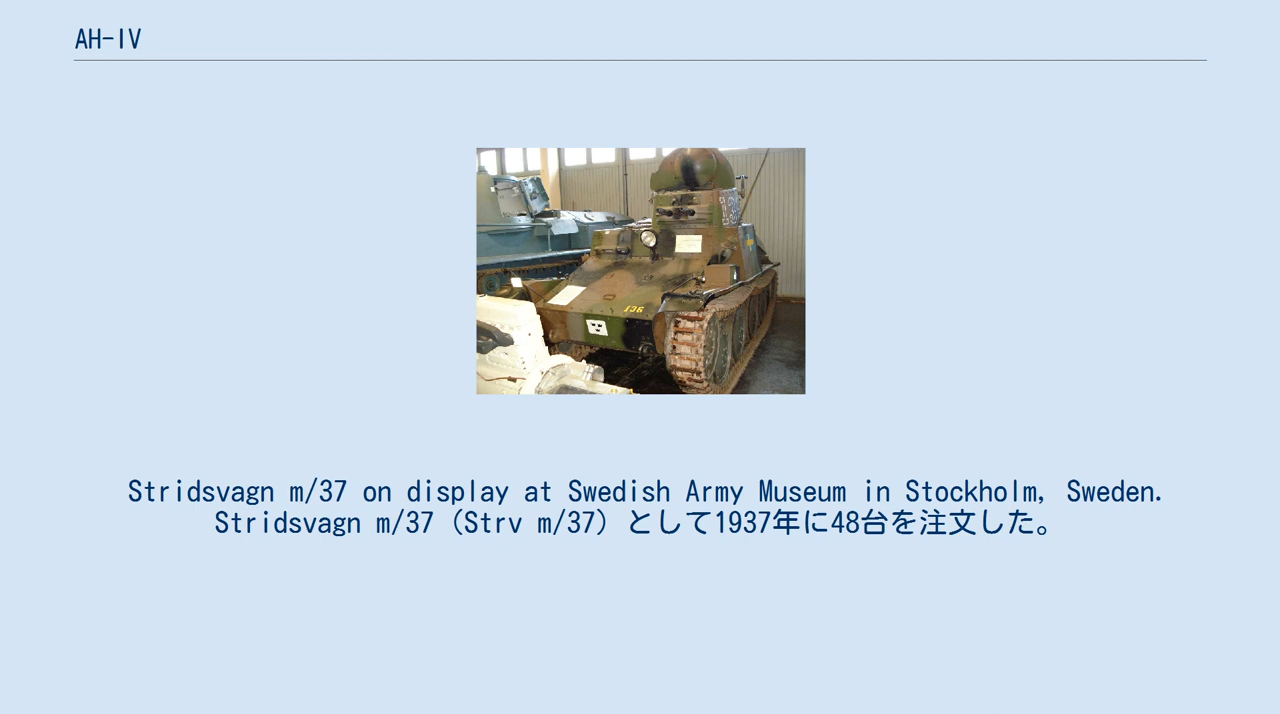 AH-IV
136
Stridsvagn m/37 on display at Swedish Army Museum in Stockholm, Sweden.
Stridsvagn m/37（Strv m/37）として1937年に48台を注文した。